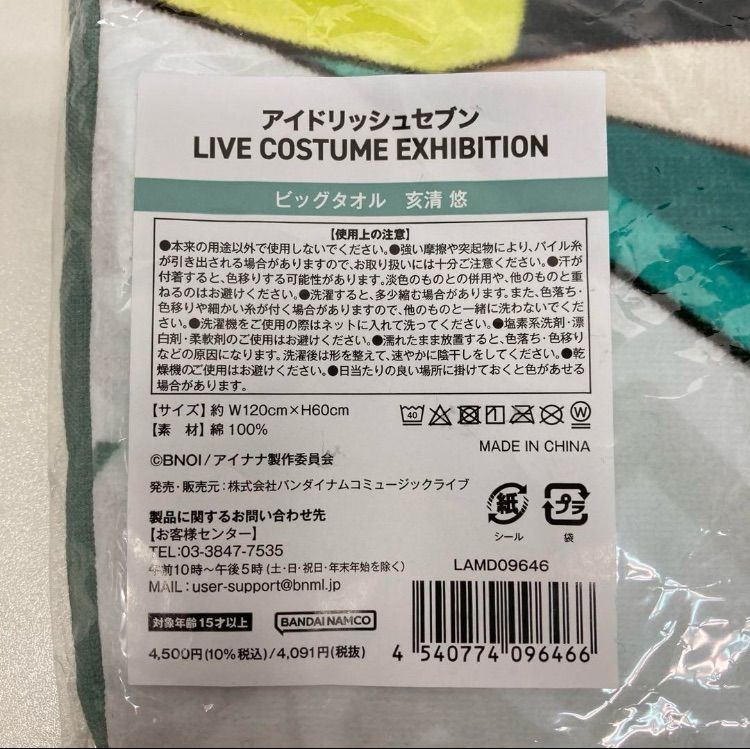 アイドリッシュセブン
LIVE COSTUME EXHIBITION
ビッグタオル 亥清 悠
【使用上の注意】
●本来の用途以外で使用しないでください。●強い摩擦や突起物により、パイル糸
が引き出される場合がありますので、お取り扱いには十分ご注意ください。●汗が
付着すると、色移りする可能性があります。淡色のものとの併用や、他のものと重
ねるのはお避けください。●洗濯すると、多少縮む場合があります。また、色落ち・
色移りや細かい糸が付く場合がありますので、他のものと一緒に洗わないでくだ
さい。●洗濯機をご使用の際はネットに入れて洗ってください。●塩素系洗剤・漂
白剤・柔軟剤のご使用はお避けください。●濡れたまま放置すると、色落ち・色移り
などの原因になります。洗濯後は形を整えて、速やかに陰干しをしてください。●乾
燥機のご使用はお避けください。●日当たりの良い場所に掛けておくと色があせる
場合があります。
【サイズ】約 W120cm×H60cm
【素 材】綿 100%
40
W
MADE IN CHINA
©BNOI/アイナナ製作委員会
発売・販売元:株式会社バンダイナムコミュージックライブ
製品に関するお問い合わせ先
【お客様センター】
TEL:03-3847-7535
午前10時~午後5時(土・日・祝日・年末年始を除く)
MAIL:user-support@bnml.jp
紙
シール
プラ
袋
LAMD09646
対象年齢15才以上
BANDAI NAMCO
4,500円(10%税込)/4,091円(税抜)
4 540774 096466